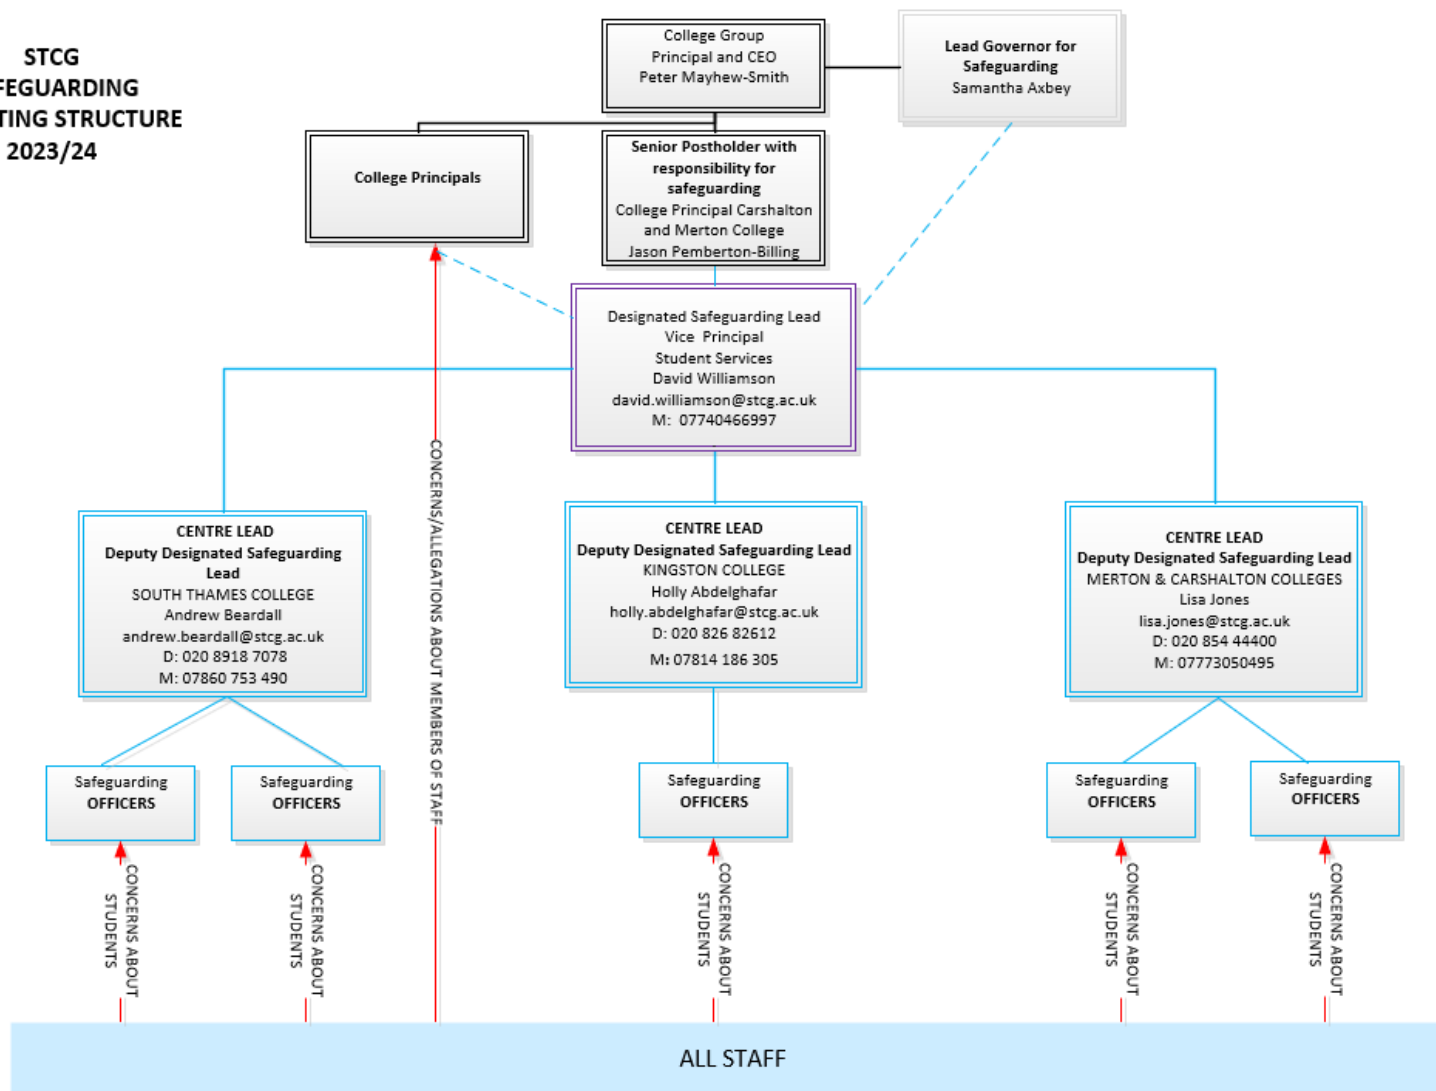 STCG
FEGUARDING
TING STRUCTURE
2023/24
College Group
Principal and CEO
Peter Mayhew-Smith
Lead Governor for
Safeguarding
Samantha Axbey
College Principals
Senior Postholder with
responsibility for
safeguarding
College Principal Carshalton
and Merton College
Jason Pemberton-Billing
Designated Safeguarding Lead
Vice Principal
Student Services
David Williamson
david.williamson@stcg.ac.uk
M: 07740466997
CONCERNS/ALLEGATIONS ABOUT MEMBERS OF STAFF
CENTRE LEAD
Deputy Designated Safeguarding
Lead
SOUTH THAMES COLLEGE
Andrew Beardall
andrew.beardall@stcg.ac.uk
D: 020 8918 7078
M: 07860 753 490
CENTRE LEAD
Deputy Designated Safeguarding Lead
KINGSTON COLLEGE
Holly Abdelghafar
holly.abdelghafar@stcg.ac.uk
D: 020 826 82612
M: 07814 186 305
CENTRE LEAD
Deputy Designated Safeguarding Lead
MERTON & CARSHALTON COLLEGES
Lisa Jones
lisa.jones@stcg.ac.uk
D: 020 854 44400
M: 07773050495
Safeguarding
OFFICERS
Safeguarding
OFFICERS
Safeguarding
OFFICERS
Safeguarding
OFFICERS
Safeguarding
OFFICERS
CONCERNS ABOUT
STUDENTS
CONCERNS ABOUT
STUDENTS
CONCERNS ABOUT
STUDENTS
CONCERNS ABOUT
STUDENTS
CONCERNS ABOUT
STUDENTS
ALL STAFF